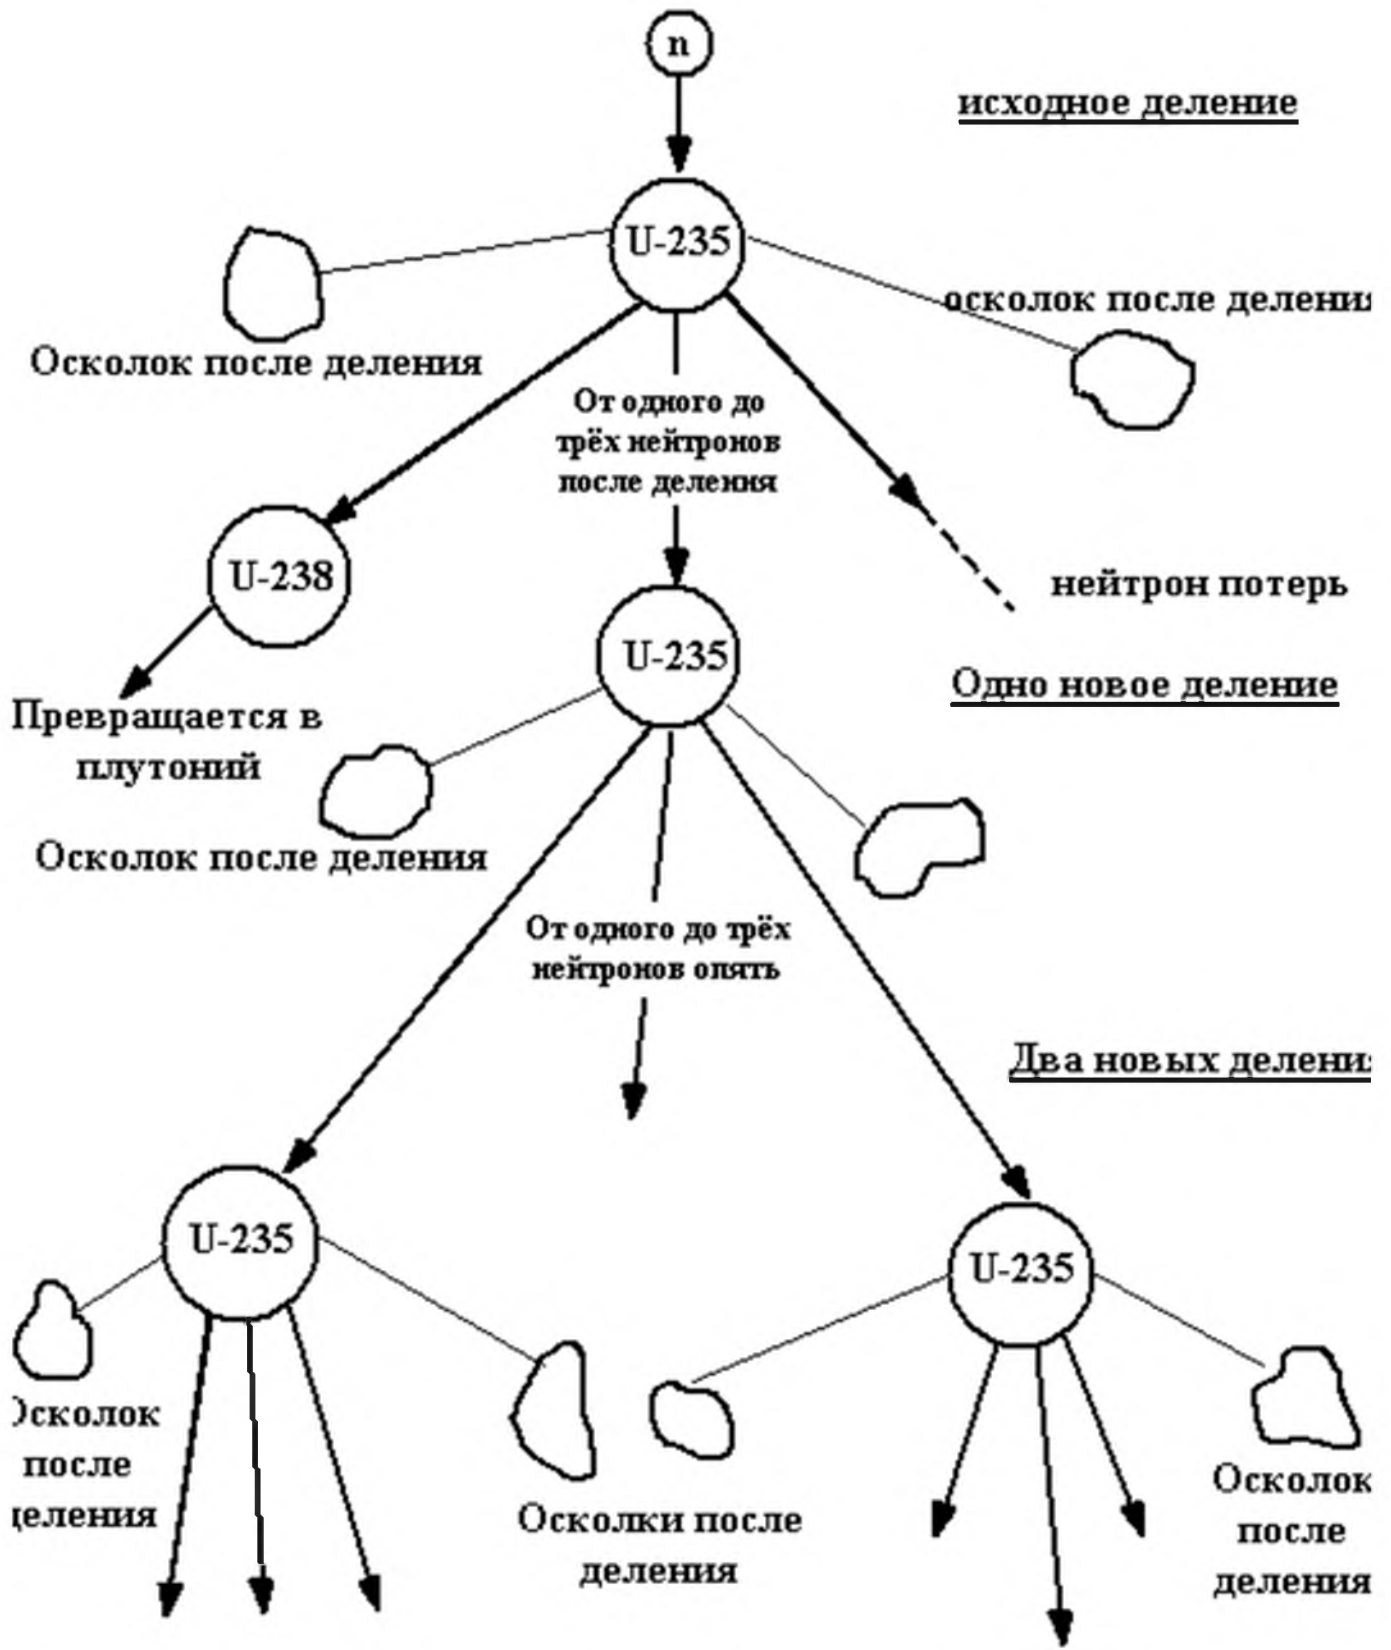 n
исходное деление
U-235
осколок после делени
Осколок после деления
От одного до
трёх нейтронов
после деления
U-238
нейтрон потерь
U-235
Одно новое деление
Превращается в
плутоний
Осколок после деления
От одного до трёх
нейтронов опять
Два новых делени
U-235
U-235
Осколок
после
деления
Осколки после
деления
Осколок
после
деления